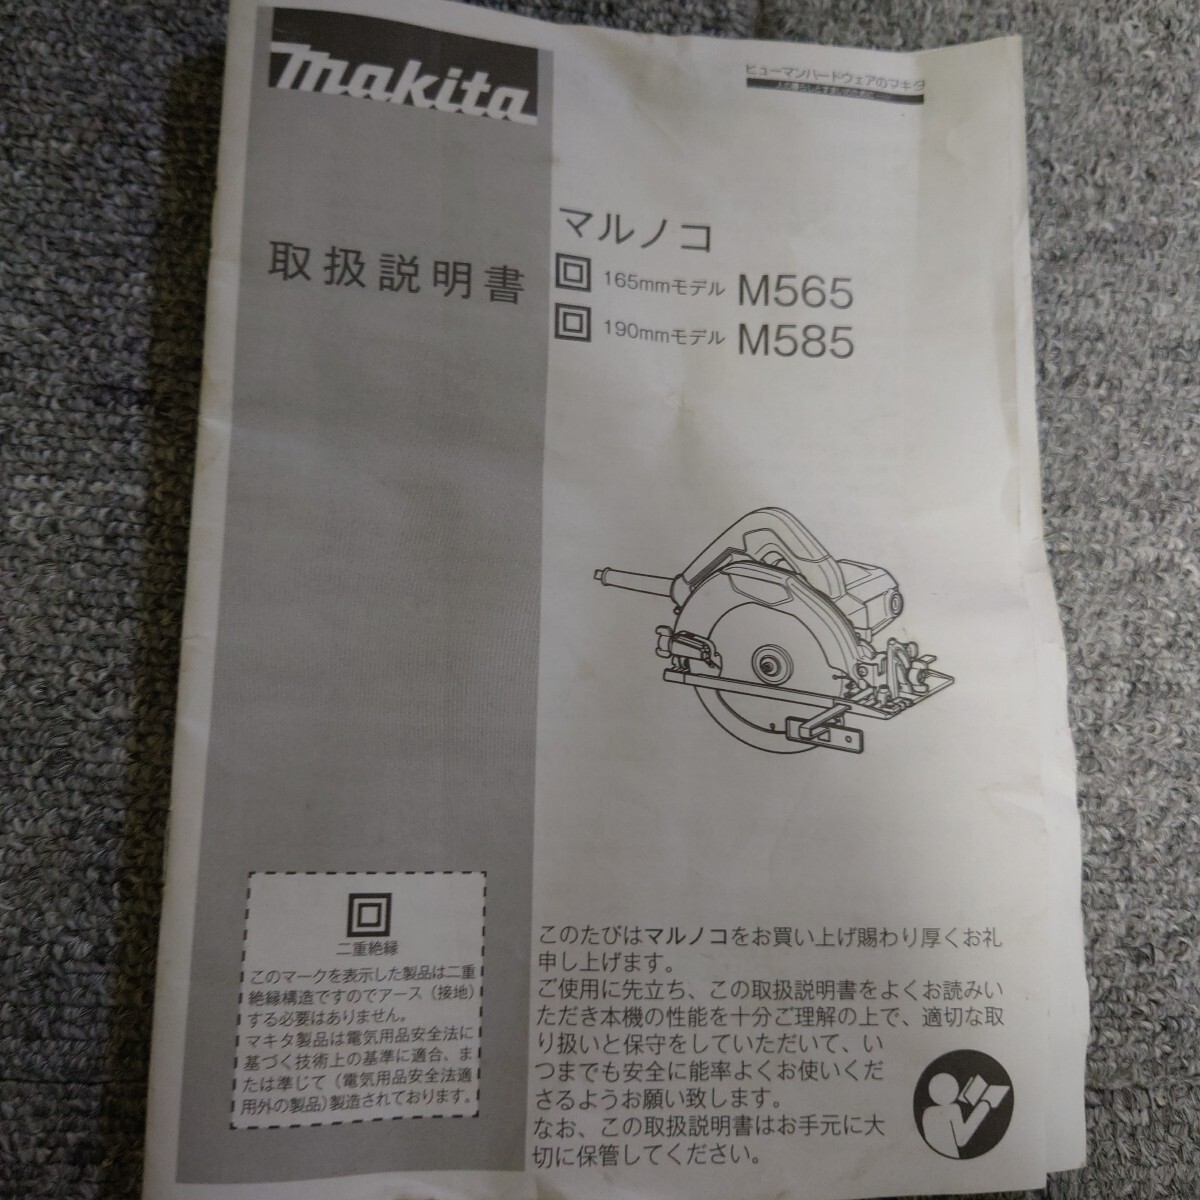 makita
ヒューマンハードウェアのマキタ
取扱説明書
マルノコ
165mmモデル M565
190mmモデル M585
二重絶縁
このマークを表示した製品は二重
絶縁構造ですのでアース（接地）
する必要はありません。
マキタ製品は電気用品安全法に
基づく技術上の基準に適合、ま
たは準じて（電気用品安全法適
用外の製品）製造されております。
このたびはマルノコをお買い上げ賜わり厚くお礼
申し上げます。
ご使用に先立ち、この取扱説明書をよくお読みい
ただき本機の性能を十分ご理解の上で、適切な取
り扱いと保守をしていただいて、い
つまでも安全に能率よくお使いくだ
さるようお願い致します。
なお、この取扱説明書はお手元に大
切に保管してください。